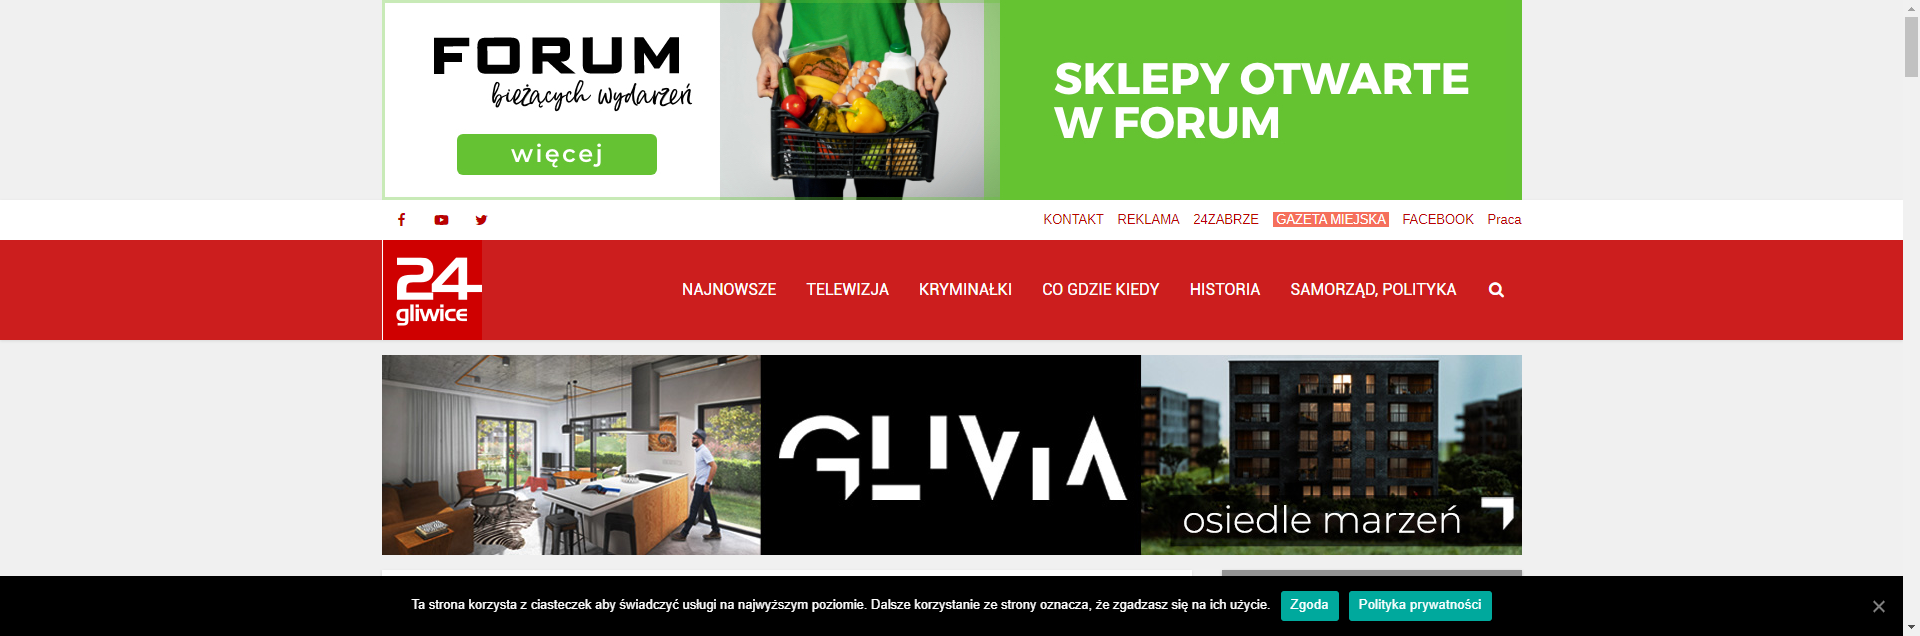 FORUM
bieżących wydarzeń
więcej
SKLEPY OTWARTE
W FORUM
KONTAKT REKLAMA 24ZABRZE GAZETA MIEJSKA FACEBOOK Praca
24
gliwice
NAJNOWSZE TELEWIZJA KRYMINAŁKI CO GDZIE KIEDY HISTORIA SAMORZĄD, POLITYKA
GLIVIA
osiedle marzeń
Ta strona korzysta z ciasteczek aby świadczyć usługi na najwyższym poziomie. Dalsze korzystanie ze strony oznacza, że zgadzasz się na ich użycie. Zgoda Polityka prywatności